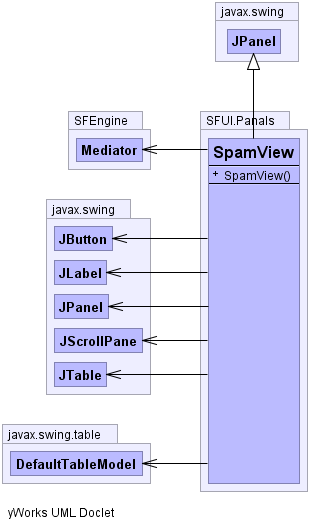 javax.swing
JPanel
SFEngine
Mediator
SFUI.Panals
SpamView
+ SpamView()
javax.swing
JButton
JLabel
JPanel
JScrollPane
JTable
javax.swing.table
DefaultTableModel
yWorks UML Doclet